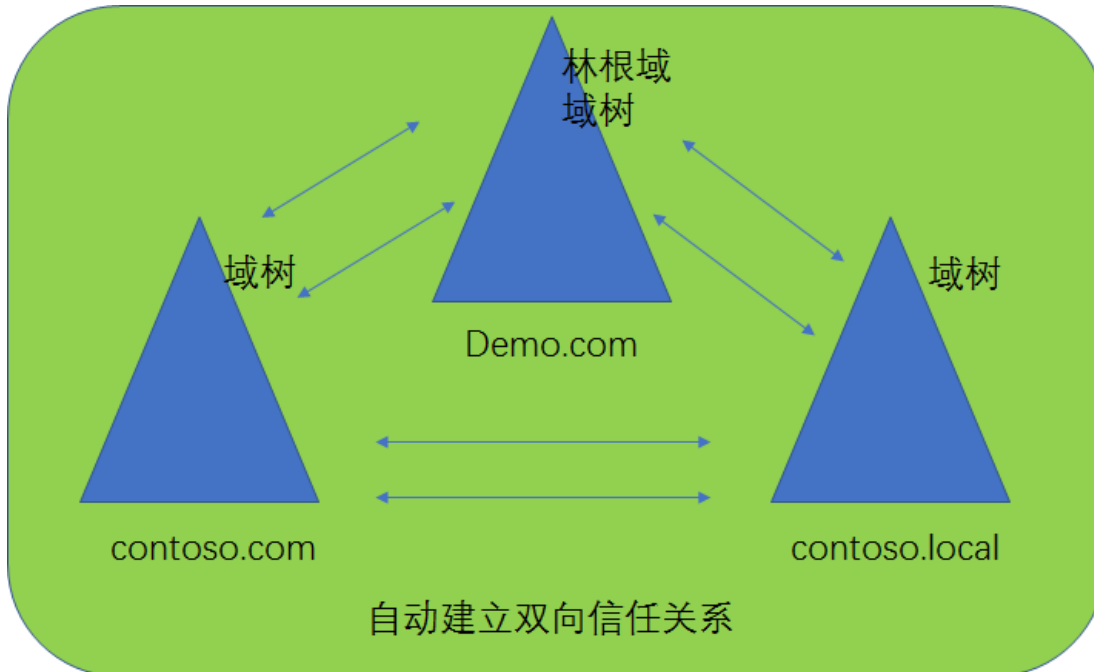 林根域
域树
域树
域树
Demo.com
contoso.com
contoso.local
自动建立双向信任关系